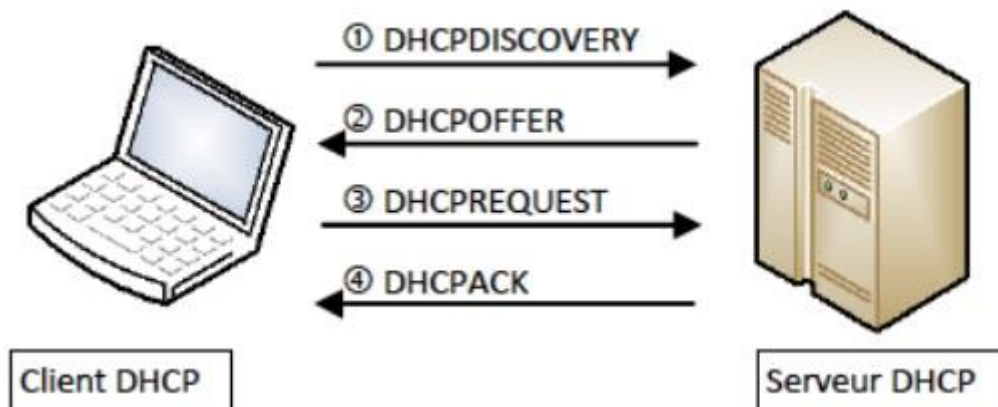 ① DHCPDISCOVERY
② DHCPOFFER
③ DHCPREQUEST
④ DHCPACK
Client DHCP
Serveur DHCP